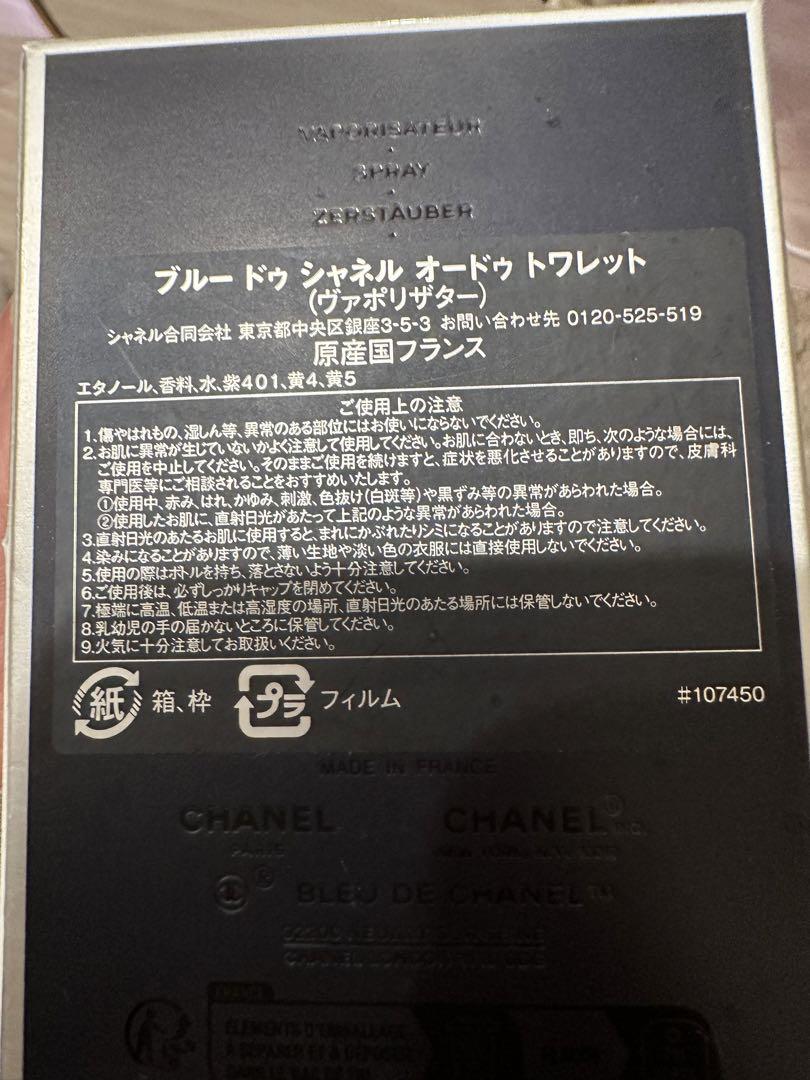 VAPORISATEUR
SPRAY
ZERSTÄUBER
ブルー ドゥ シャネル オードゥ トワレット
(ヴァポリザター)
シャネル合同会社 東京都中央区銀座3-5-3 お問い合わせ先 0120-525-519
原産国フランス
エタノール、香料、水、紫401、黄4、黄5
ご使用上の注意
1.傷やはれもの、湿しん等、異常のある部位にはお使いにならないでください。
2.お肌に異常が生じていないかよく注意して使用してください。お肌に合わないとき、即ち、次のような場合には、
ご使用を中止してください。そのままご使用を続けますと、症状を悪化させることがありますので、皮膚科
専門医等にご相談されることをおすすめいたします。
①使用中、赤み、はれ、かゆみ、刺激、色抜け(白斑等)や黒ずみ等の異常があらわれた場合。
②使用したお肌に、直射日光があたって上記のような異常があらわれた場合。
3.直射日光のあたるお肌に使用すると、まれにかぶれたりシミになることがありますので注意してください。
4.染みになることがありますので、薄い生地や淡い色の衣服には直接使用しないでください。
5.使用の際はボトルを持ち、落とさないよう十分注意してください。
6.ご使用後は、必ずしっかりキャップを閉めてください。
7.極端に高温、低温または高湿度の場所、直射日光のあたる場所には保管しないでください。
8.乳幼児の手の届かないところに保管してください。
9.火気に十分注意してお取扱いください。
紙 箱、枠 プラ フィルム #107450
MADE IN FRANCE
CHANEL CHANEL® INC.
PARIS
BLEU DE CHANEL™
ÉLÉMENTS D'EMBALLAGE
À SÉPARER ET À DÉPOSER
DANS LE BAC DE TRI